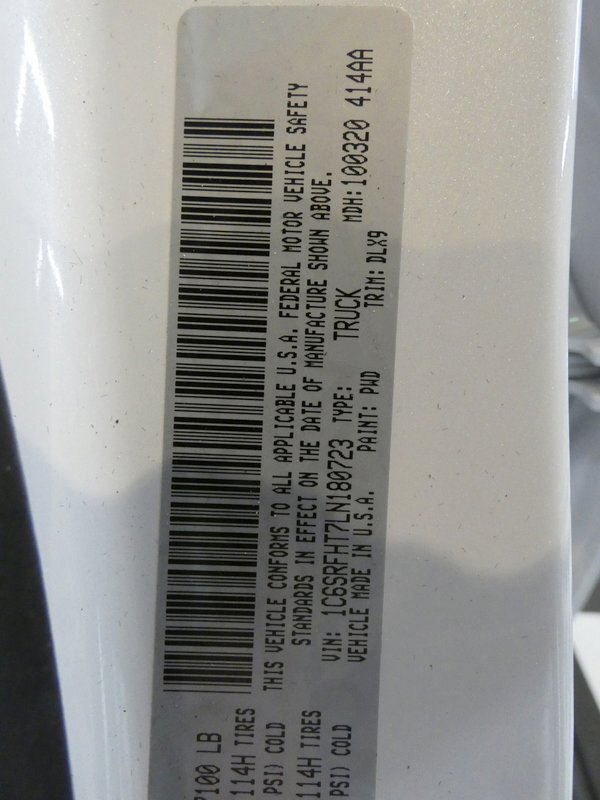 7100 LB
114H TIRES
PSI) COLD
114H TIRES
PSI) COLD
THIS VEHICLE CONFORMS TO ALL APPLICABLE U.S.A. FEDERAL MOTOR VEHICLE SAFETY
STANDARDS IN EFFECT ON THE DATE OF MANUFACTURE SHOWN ABOVE.
VIN: 1C6SRFHT7LN180723 TYPE: TRUCK MDH:100320 414AA
VEHICLE MADE IN U.S.A. PAINT: PWD TRIM: DLX9